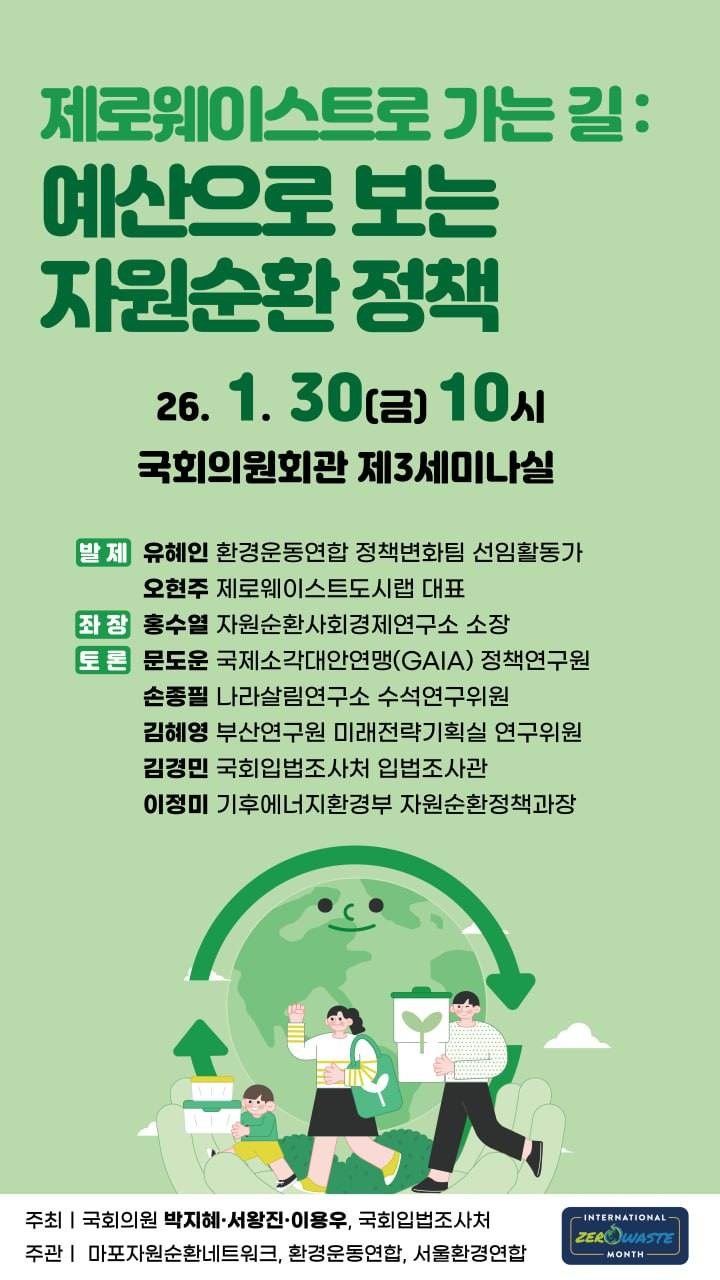 제로웨이스트로 가는 길 :
예산으로 보는
자원순환 정책
26. 1. 30(금) 10시
국회의원회관 제3세미나실
발 제 유혜인 환경운동연합 정책변화팀 선임활동가
오현주 제로웨이스트도시랩 대표
좌 장 홍수열 자원순환사회경제연구소 소장
토 론 문도운 국제소각대안연맹(GAIA) 정책연구원
손종필 나라살림연구소 수석연구위원
김혜영 부산연구원 미래전략기획실 연구위원
김경민 국회입법조사처 입법조사관
이정미 기후에너지환경부 자원순환정책과장
주최 | 국회의원 박지혜·서왕진·이용우, 국회입법조사처
주관 | 마포자원순환네트워크, 환경운동연합, 서울환경연합
INTERNATIONAL
ZERO WASTE
MONTH